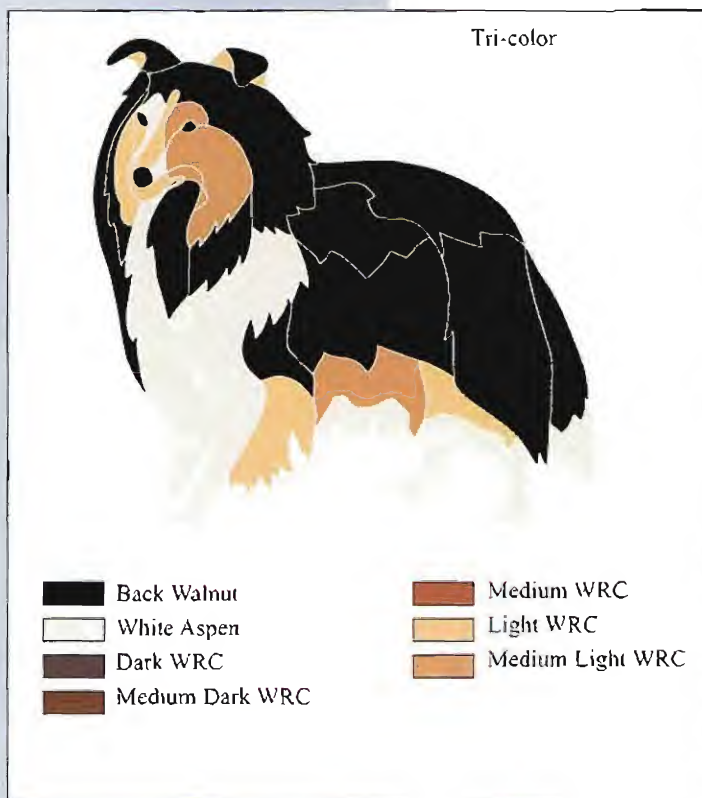 Tri-color
Back Walnut
White Aspen
Dark WRC
Medium Dark WRC
Medium WRC
Light WRC
Medium Light WRC